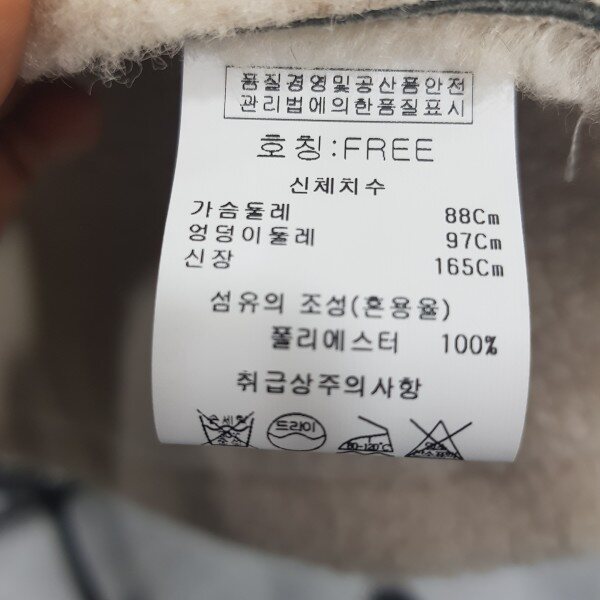 품질경영및공산품안전
관리법에의한품질표시
호칭:FREE
신체치수
가슴둘레 88Cm
엉덩이둘레 97Cm
신장 165Cm
섬유의 조성(혼용율)
폴리에스터 100%
취급상주의사항
드라이